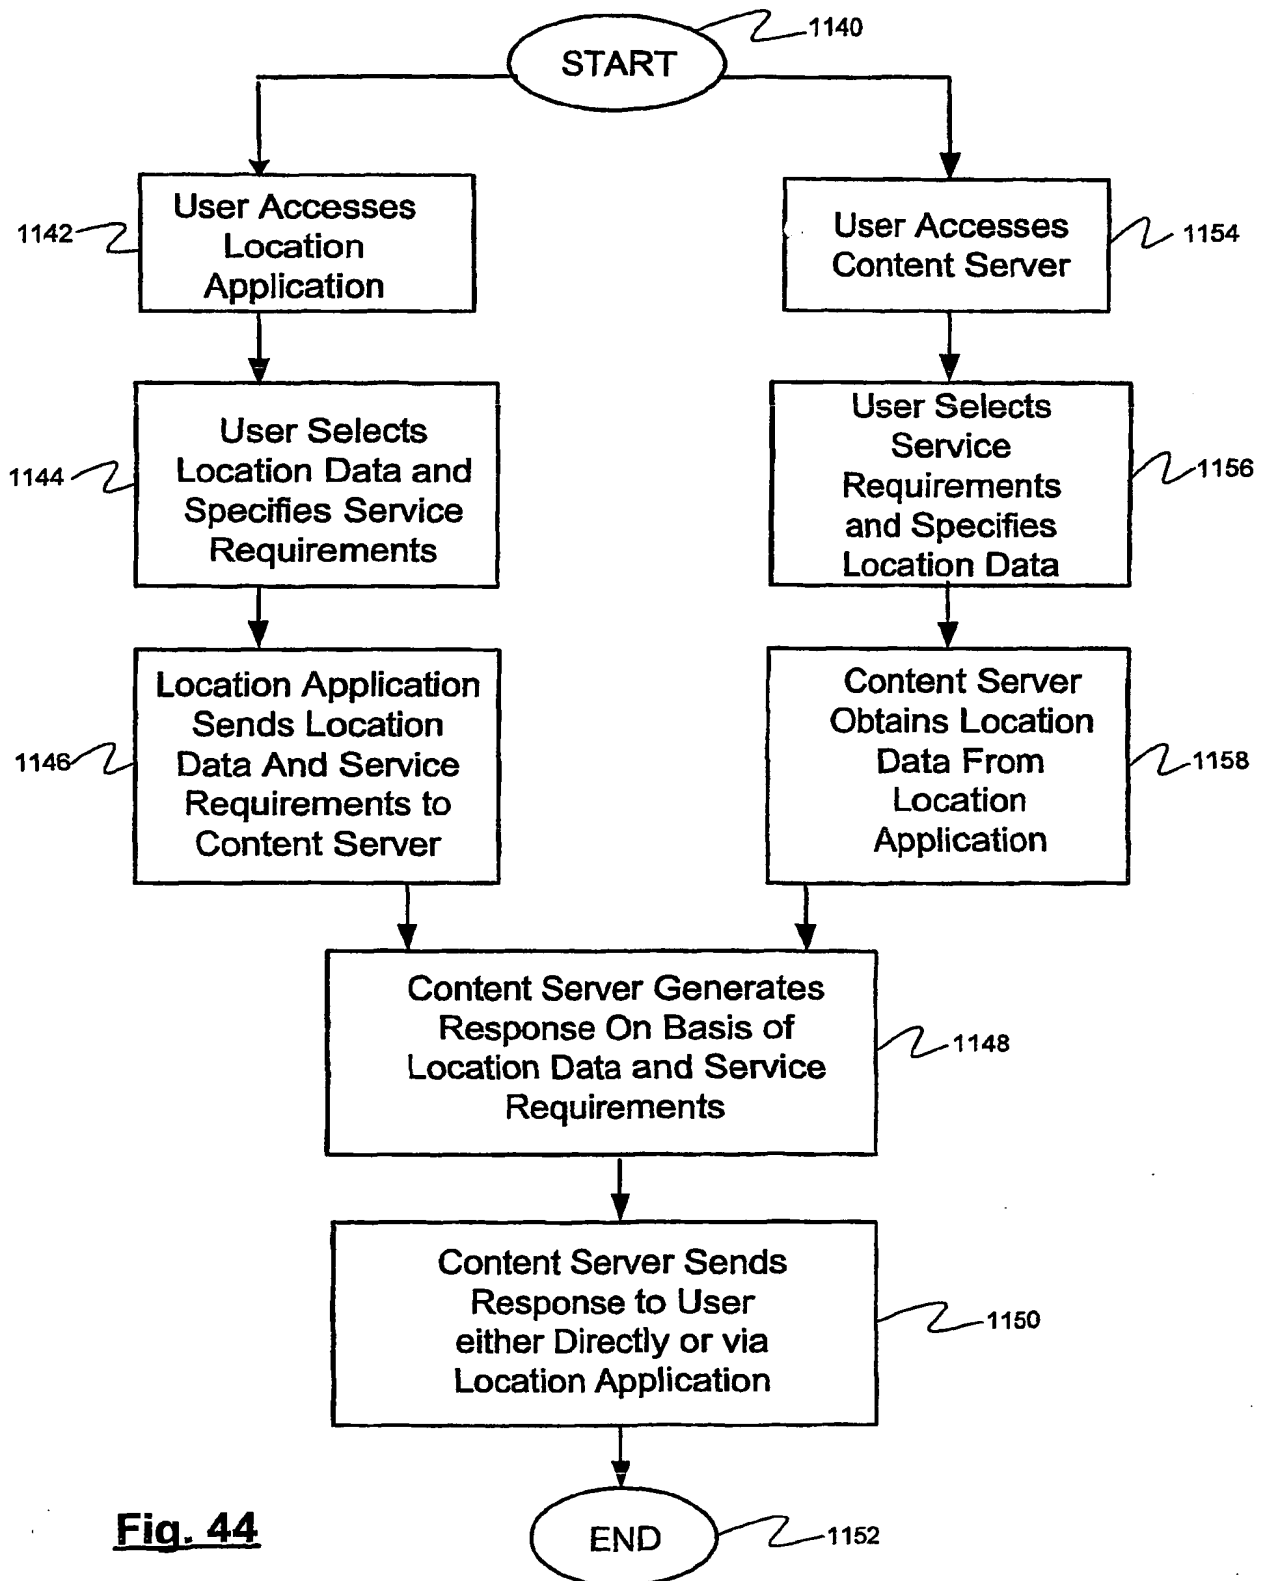 START
1140
User Accesses
Location
Application
1142
User Accesses
Content Server
1154
User Selects
Location Data and
Specifies Service
Requirements
1144
User Selects
Service
Requirements
and Specifies
Location Data
1156
Location Application
Sends Location
Data And Service
Requirements to
Content Server
1146
Content Server
Obtains Location
Data From
Location
Application
1158
Content Server Generates
Response On Basis of
Location Data and Service
Requirements
1148
Content Server Sends
Response to User
either Directly or via
Location Application
1150
END
1152
Fig. 44